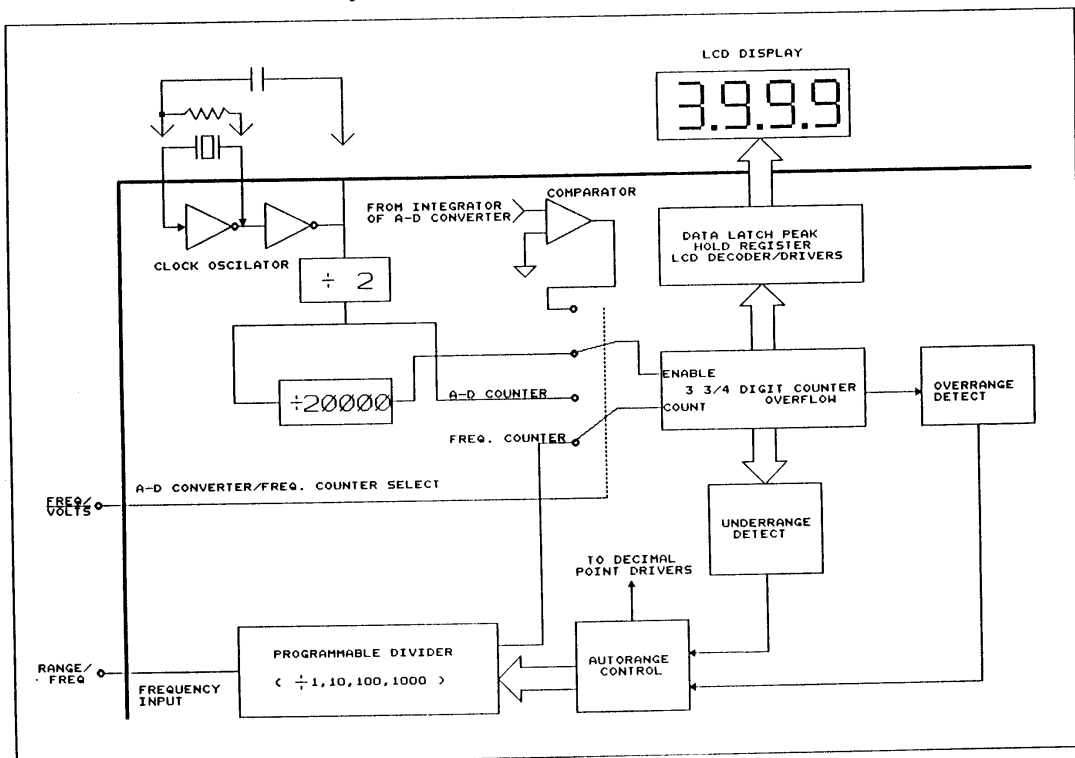 LCD DISPLAY
3.9.9.9
COMPARATOR
FROM INTEGRATOR
OF A-D CONVERTER
DATA LATCH PEAK
HOLD REGISTER
LCD DECODER/DRIVERS
CLOCK OSCILATOR
÷ 2
ENABLE
3 3/4 DIGIT COUNTER
OVERFLOW
COUNT
OVERRANGE
DETECT
÷20000
A-D COUNTER
FREQ. COUNTER
A-D CONVERTER/FREQ. COUNTER SELECT
FREQ/
VOLTS
UNDERRANGE
DETECT
TO DECIMAL
POINT DRIVERS
PROGRAMMABLE DIVIDER
( ÷1,10,100,1000 )
AUTORANGE
CONTROL
RANGE/
FREQ
FREQUENCY
INPUT